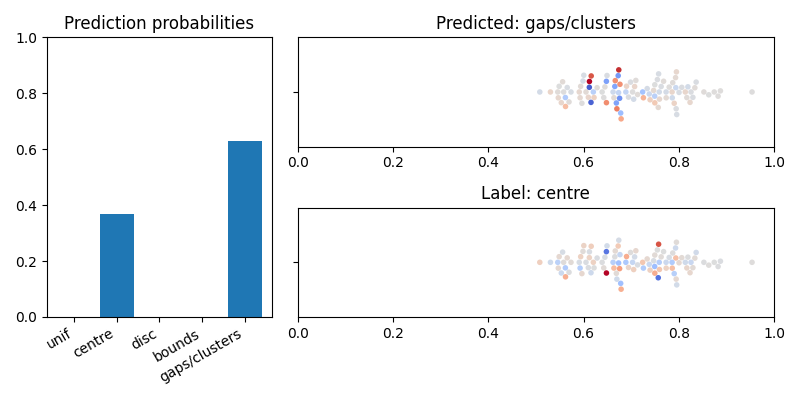 Prediction probabilities
1.0
0.8
0.6
0.4
0.2
0.0
unif
centre
disc
bounds
gaps/clusters
Predicted: gaps/clusters
0.0 0.2 0.4 0.6 0.8 1.0
Label: centre
0.0 0.2 0.4 0.6 0.8 1.0